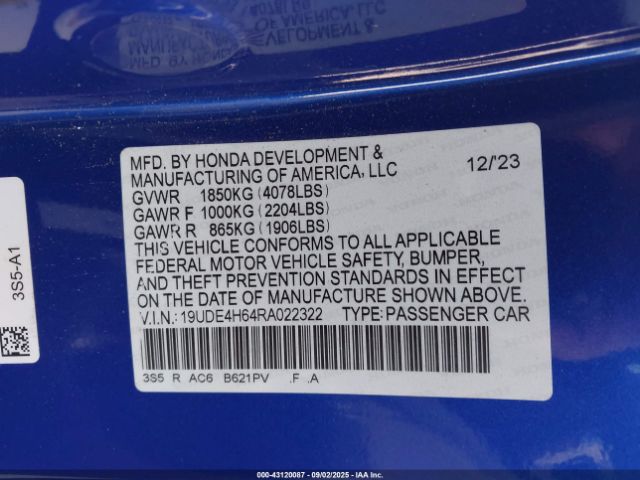 MFD. BY HONDA DEVELOPMENT &
MANUFACTURING OF AMERICA, LLC 12/'23
GVWR 1850KG (4078LBS)
GAWR F 1000KG (2204LBS)
GAWR R 865KG (1906LBS)
THIS VEHICLE CONFORMS TO ALL APPLICABLE
FEDERAL MOTOR VEHICLE SAFETY, BUMPER,
AND THEFT PREVENTION STANDARDS IN EFFECT
ON THE DATE OF MANUFACTURE SHOWN ABOVE.
V.I.N.: 19UDE4H64RA022322 TYPE: PASSENGER CAR
3S5 R AC6 B621PV .F .A
3S5-A1
000-43120087 - 09/02/2025 - IAA Inc.